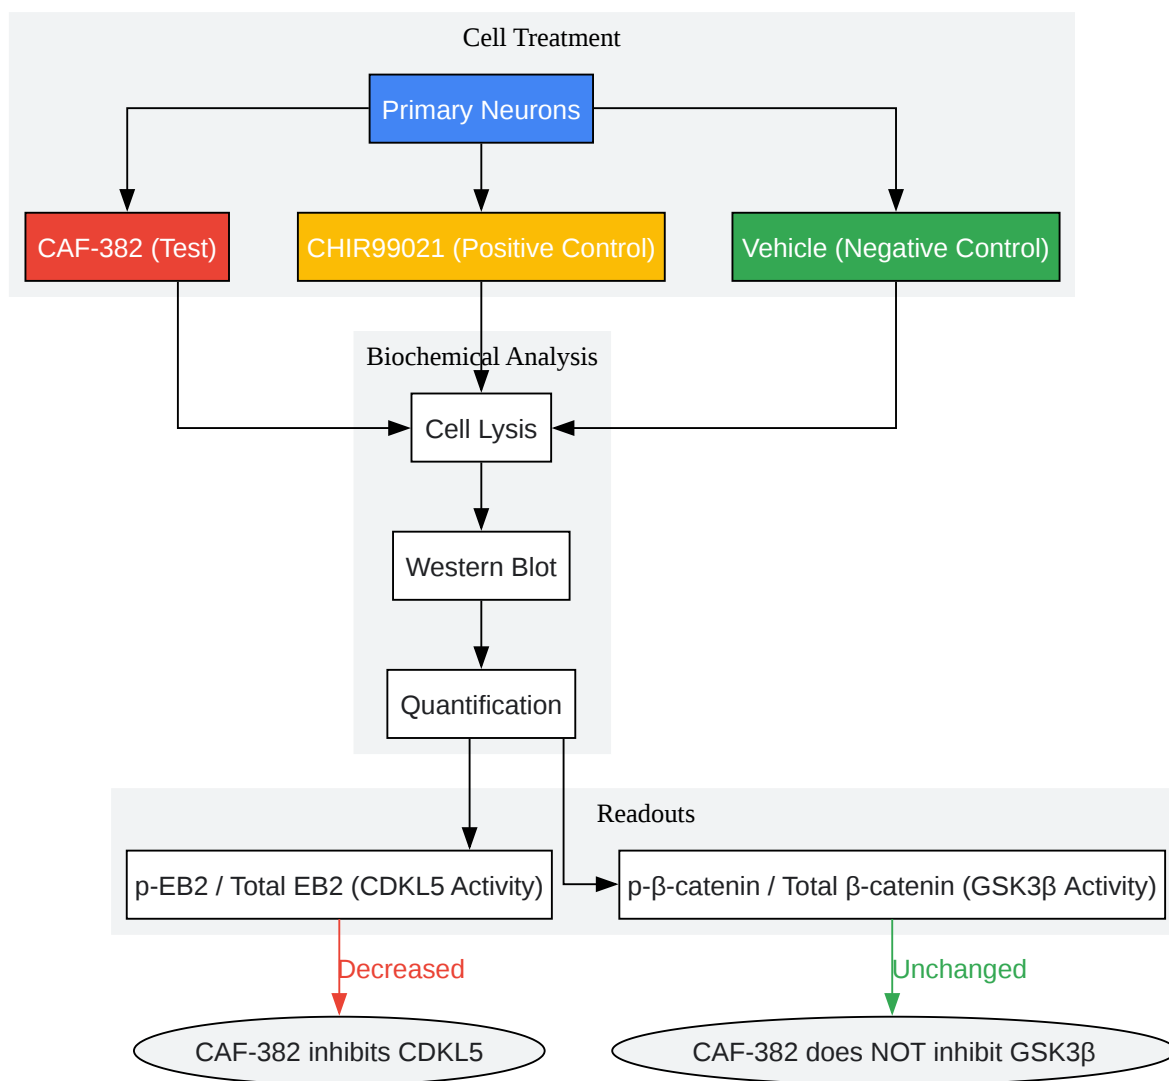 Cell Treatment
Primary Neurons
CAF-382 (Test)
CHIR99021 (Positive Control)
Vehicle (Negative Control)
Biochemical Analysis
Cell Lysis
Western Blot
Quantification
Readouts
p-EB2 / Total EB2 (CDKL5 Activity)
p-β-catenin / Total β-catenin (GSK3β Activity)
Decreased
Unchanged
CAF-382 inhibits CDKL5
CAF-382 does NOT inhibit GSK3β